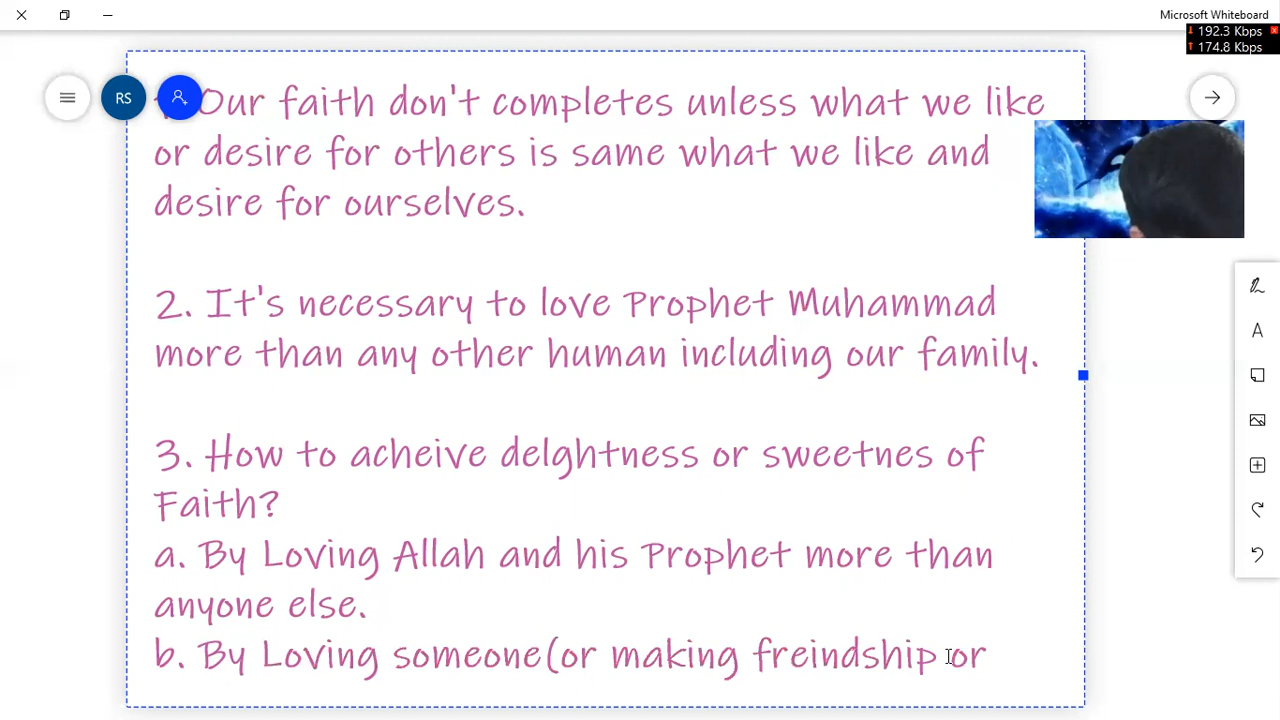 Microsoft Whiteboard
192.3 Kbps
174.8 Kbps
RS
Our faith don't completes unless what we like
or desire for others is same what we like and
desire for ourselves.
2. It's necessary to love Prophet Muhammad
more than any other human including our family.
3. How to acheive delghtness or sweetnes of
Faith?
a. By Loving Allah and his Prophet more than
anyone else.
b. By Loving someone(or making freindship or